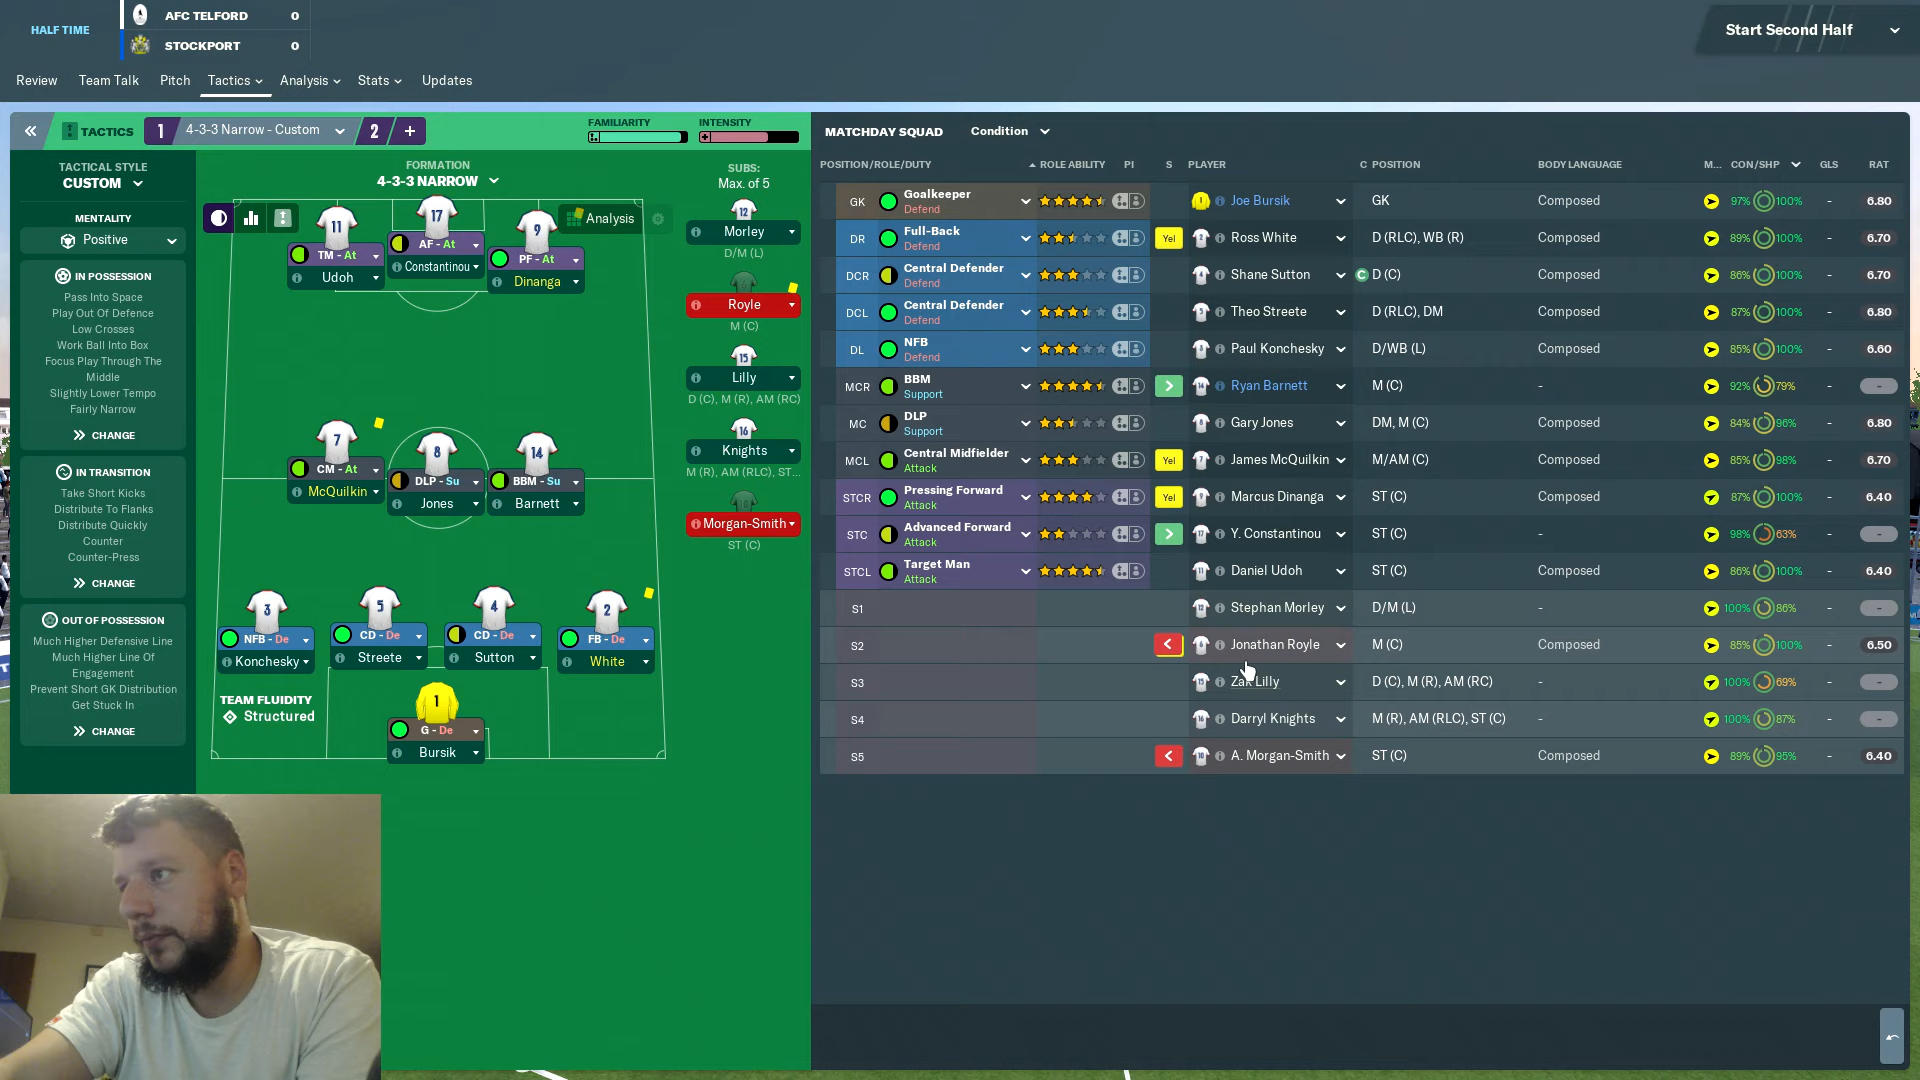 HALF TIME
AFC TELFORD 0
STOCKPORT 0
Start Second Half
Review Team Talk Pitch Tactics Analysis Stats Updates
TACTICS 1 4-3-3 Narrow - Custom 2 +
FAMILIARITY INTENSITY
TACTICAL STYLE
CUSTOM
MENTALITY
Positive
IN POSSESSION
Pass Into Space
Play Out Of Defence
Low Crosses
Work Ball Into Box
Focus Play Through The
Middle
Slightly Lower Tempo
Fairly Narrow
CHANGE
IN TRANSITION
Take Short Kicks
Distribute To Flanks
Distribute Quickly
Counter
Counter-Press
CHANGE
OUT OF POSSESSION
Much Higher Defensive Line
Much Higher Line Of
Engagement
Prevent Short GK Distribution
Get Stuck In
CHANGE
FORMATION
4-3-3 NARROW
Analysis
11 17 9
TM - At AF - At PF - At
Udoh Constantinou Dinanga
7 8 14
CM - At DLP - Su BBM - Su
McQuilkin Jones Barnett
3 5 4 2
NFB - De CD - De CD - De FB - De
Konchesky Streete Sutton White
TEAM FLUIDITY
Structured
1
G - De
Bursik
SUBS:
Max. of 5
12
Morley
D/M (L)
Royle
M (C)
15
Lilly
D (C), M (R), AM (RC)
16
Knights
M (R), AM (RLC), ST...
Morgan-Smith
ST (C)
MATCHDAY SQUAD Condition
POSITION/ROLE/DUTY ROLE ABILITY PI S PLAYER C POSITION BODY LANGUAGE M... CON/SHP GLS RAT
GK Goalkeeper Defend Joe Bursik GK 97% 100% - 6.80
DR Full-Back Defend Yel Ross White D (RLC), WB (R) Composed 89% 100% - 6.70
DCR Central Defender Defend Shane Sutton C D (C) Composed 86% 100% - 6.70
DCL Central Defender Defend Theo Streete D (RLC), DM Composed 87% 100% - 6.80
DL NFB Defend Paul Konchesky D/WB (L) Composed 85% 100% - 6.60
MCR BBM Support Ryan Barnett M (C) - 92% 79% - -
MC DLP Support Gary Jones DM, M (C) Composed 84% 96% - 6.80
MCL Central Midfielder Attack Yel James McQuilkin M/AM (C) Composed 85% 98% - 6.70
STCR Pressing Forward Attack Yel Marcus Dinanga ST (C) Composed 87% 100% - 6.40
STC Advanced Forward Attack Y. Constantinou ST (C) - 98% 63% - -
STCL Target Man Attack Daniel Udoh ST (C) Composed 86% 100% - 6.40
S1 Stephan Morley D/M (L) - 100% 86% - -
S2 Jonathan Royle M (C) Composed 85% 100% - 6.50
S3 Zak Lilly D (C), M (R), AM (RC) - 100% 69% - -
S4 Darryl Knights M (R), AM (RLC), ST (C) - 100% 87% - -
S5 A. Morgan-Smith ST (C) Composed 89% 95% - 6.40